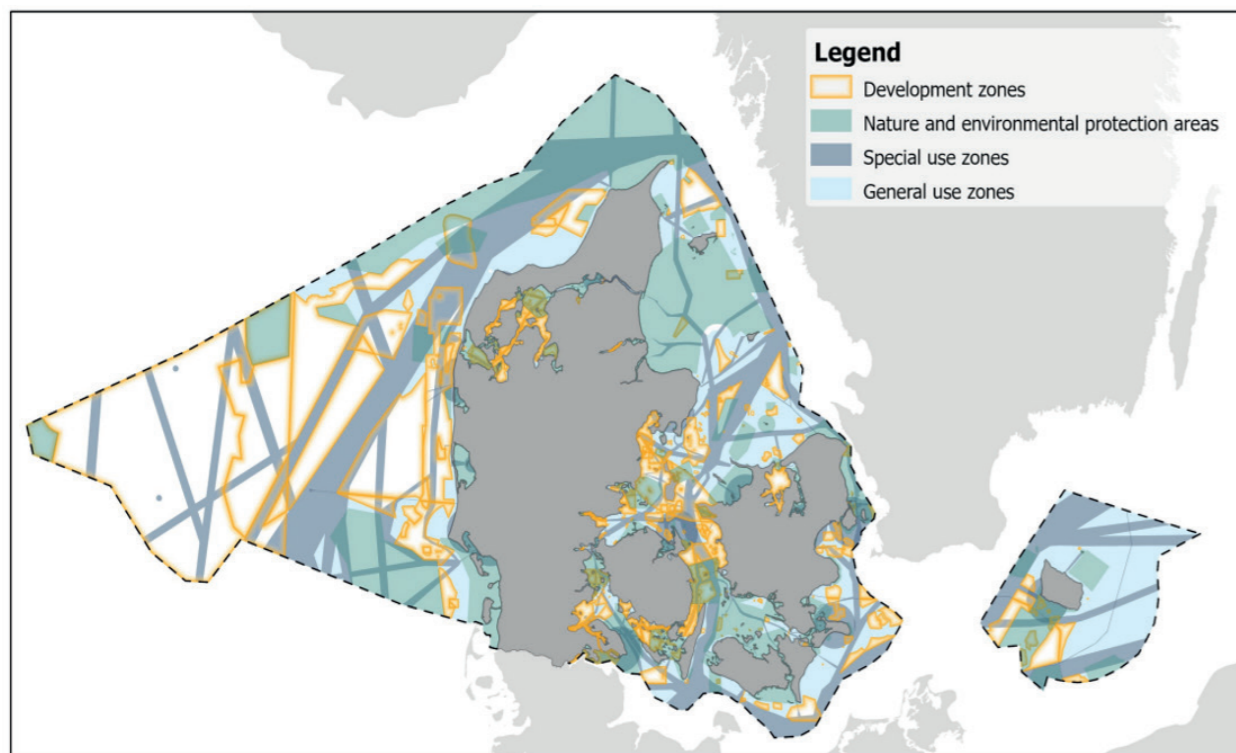 Legend
Development zones
Nature and environmental protection areas
Special use zones
General use zones